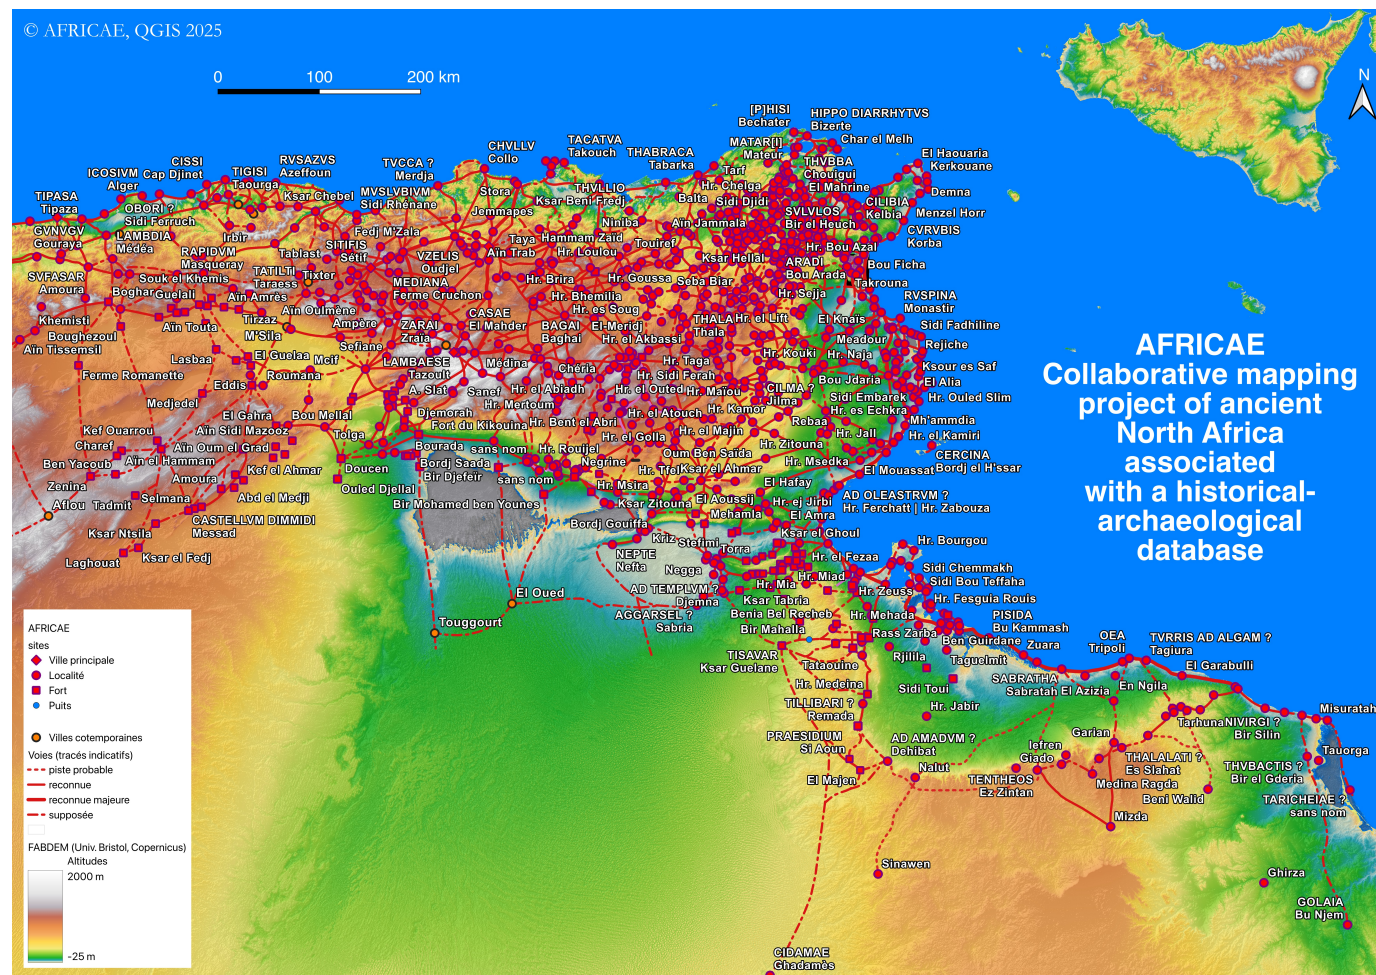 © AFRICAE, QGIS 2025
0 100 200 km
N
AFRICAE
Collaborative mapping
project of ancient
North Africa
associated
with a historical-
archaeological
database
[P]HISI
Bechater
HIPPO DIARRHYTVS
Bizerte
Char el Melh
MATAR[I]
Mateur
THVBBA
Chouigui
El Mahrine
El Haouaria
Kerkouane
Demna
Menzel Horr
CILIBIA
Kelbia
CVRVBIS
Korba
TACATVA
Takouch
THABRACA
Tabarka
CHVLLV
Collo
TVCCA ?
Merdja
RVSAZVS
Azeffoun
TIGISI
Taourga
CISSI
Cap Djinet
ICOSIVM
Alger
TIPASA
Tipaza
OBORI ?
Sidi Ferruch
GVNVGV
Gouraya
LAMBDIA
Médéa
Irbir
Ksar Chebel
MVSLVBIVM
Sidi Rhénane
Stora
Jemmapes
THVLLIO
Ksar Beni Fredj
Tarf
Hr. Chelga
Balta
Sidi Djidi
Niniba
Aïn Jammala
SVLVLOS
Bir el Heuch
Fedj M'Zala
Taya
Hammam Zaïd
Aïn Trab
Hr. Loulou
Touiref
Hr. Bou Azal
RAPIDVM
Masqueray
Tablast
SITIFIS
Sétif
VZELIS
Oudjel
Ksar Hellal
ARADI
Bou Arada
Bou Ficha
Takrouna
SVFASAR
Amoura
Souk el Khemis
Boghar
Guelali
TATILTI
Taraess
Tixter
MEDIANA
Ferme Cruchon
Hr. Brira
Hr. Goussa
Seba Biar
Hr. Sejja
Aïn Amrès
Aïn Oulmène
Hr. Bhemilia
Hr. es Soug
RVSPINA
Monastir
Khemisti
Boughezoul
Aïn Tissemsil
Aïn Touta
Tirzaz
M'Sila
Ampère
ZARAI
Zraïa
CASAE
El Mahder
BAGAI
Baghai
El-Meridj
Hr. el Akbassi
THALA
Thala
Hr. el Lift
El Knaïs
Meadour
Sidi Fadhiline
Rejiche
Sefiane
Lasbaa
El Guelaa
Mcif
Roumana
LAMBAESE
Tazoult
Médina
Chéria
Hr. Taga
Hr. Kouki
Hr. Naja
Ksour es Saf
Ferme Romanette
Eddis
A. Slat
Sanef
Hr. el Abiadh
Hr. Sidi Ferah
Hr. el Outed
Hr. Maïou
CILMA ?
Jilma
Bou Jdaria
El Alia
Hr. Ouled Slim
Medjedel
El Gahra
Bou Mellal
Djemorah
Fort du Kikouina
Hr. Mertoum
Hr. Bent el Abri
Hr. el Atouch
Hr. Kamor
Sidi Embarek
Hr. es Echkra
Rebaa
Mh'ammdia
Kef Ouarrou
Aïn Sidi Mazooz
Tolga
Hr. el Golla
Hr. el Majin
Hr. Jall
Hr. el Kamiri
Charef
Aïn Oum el Grad
Bourada
sans nom
Hr. Rouijel
Oum Ben Saïda
Hr. Zitouna
CERCINA
Bordj el H'ssar
Ben Yacoub
Aïn el Hammam
Kef el Ahmar
Doucen
Bordj Saada
Bir Djefeir
sans nom
Négrine
Hr. Tfel
Ksar el Ahmar
Hr. Msedka
El Mouassat
Zenina
Amoura
Ouled Djellal
Hr. Msira
El Hafay
Aflou
Tadmit
Selmana
Abd el Medji
Bir Mohamed ben Younes
Ksar Zitouna
El Aoussij
Hr. ej Jirbi
AD OLEASTRVM ?
Hr. Ferchatt | Hr. Zabouza
CASTELLVM DIMMIDI
Messad
Ksar Ntsila
Bordj Gouiffa
Mehamla
El Amra
Laghouat
Ksar el Fedj
NEPTE
Nefta
Kriz
Stefimi
Torra
Ksar el Ghoul
Hr. Bourgou
Negga
Hr. el Fezaa
Sidi Chemmakh
Sidi Bou Teffaha
El Oued
AD TEMPLVM ?
Djemna
Hr. Mia
Hr. Miad
Hr. Zeuss
Hr. Fesguia Rouis
Touggourt
AGGARSEL ?
Sabria
Ksar Tabria
Benia Bel Recheb
Bir Mahalla
Hr. Mehada
PISIDA
Bu Kammash
Rass Zarba
Ben Guirdane
Zuara
OEA
Tripoli
TVRRIS AD ALGAM ?
Tagiura
El Garabulli
TISAVAR
Ksar Guelane
Tataouine
Rjilila
Taguelmit
Hr. Medeina
Sidi Toui
SABRATHA
Sabratah
El Azizia
En Ngila
TILLIBARI ?
Remada
Hr. Jabir
Misuratah
Tarhuna
NIVIRGI ?
Bir Silin
PRAESIDIUM
Si Aoun
AD AMADVM ?
Dehibat
Garian
Iefren
Giado
Tauorga
El Majen
Nalut
TENTHEOS
Ez Zintan
THALALATI ?
Es Slahat
Medina Ragda
Beni Walid
THVBACTIS ?
Bir el Gderia
TARICHEIAE ?
sans nom
Mizda
Sinawen
Ghirza
GOLAIA
Bu Njem
CIDAMAE
Ghadamès
AFRICAE
sites
Ville principale
Localité
Fort
Puits
Villes cotemporaines
Voies (tracés indicatifs)
piste probable
reconnue
reconnue majeure
supposée
FABDEM (Univ. Bristol, Copernicus)
Altitudes
2000 m
-25 m